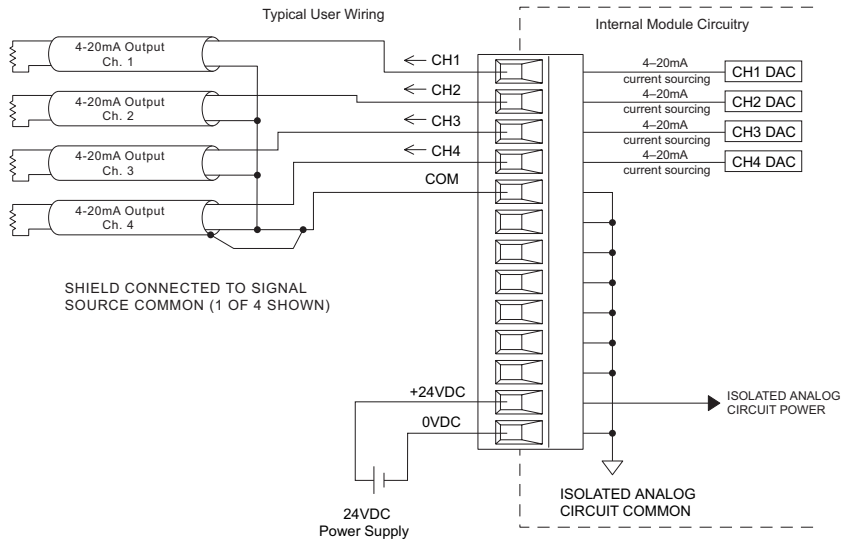 Typical User Wiring
Internal Module Circuitry
4-20mA Output
Ch. 1
4-20mA Output
Ch. 2
4-20mA Output
Ch. 3
4-20mA Output
Ch. 4
CH1
CH2
CH3
CH4
COM
4–20mA
current sourcing
CH1 DAC
4–20mA
current sourcing
CH2 DAC
4–20mA
current sourcing
CH3 DAC
4–20mA
current sourcing
CH4 DAC
SHIELD CONNECTED TO SIGNAL
SOURCE COMMON (1 OF 4 SHOWN)
+24VDC
0VDC
ISOLATED ANALOG
CIRCUIT POWER
ISOLATED ANALOG
CIRCUIT COMMON
24VDC
Power Supply